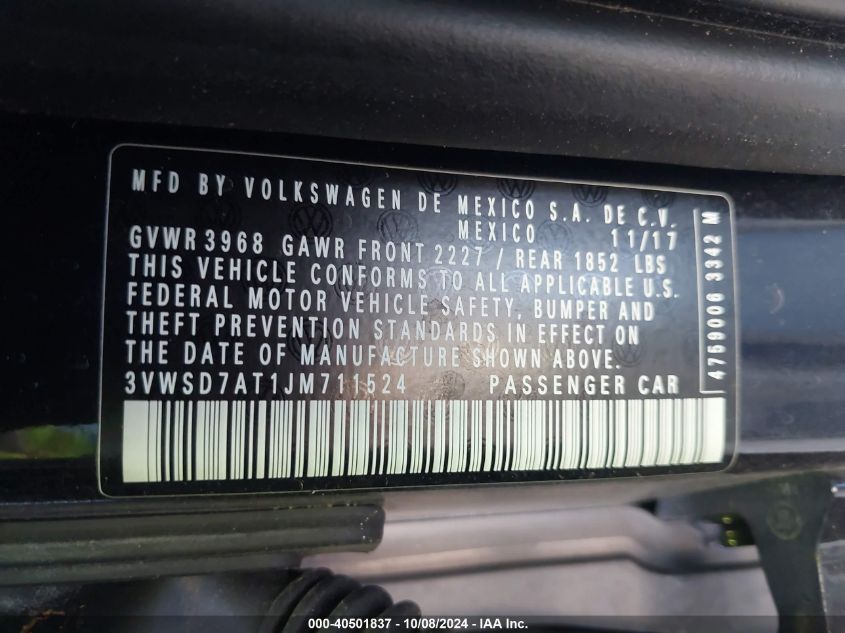 MFD BY VOLKSWAGEN DE MEXICO S.A. DE C.V.
MEXICO 11/17
GVWR 3968 GAWR FRONT 2227 / REAR 1852 LBS
THIS VEHICLE CONFORMS TO ALL APPLICABLE U.S.
FEDERAL MOTOR VEHICLE SAFETY, BUMPER AND
THEFT PREVENTION STANDARDS IN EFFECT ON
THE DATE OF MANUFACTURE SHOWN ABOVE.
3VWSD7AT1JM711524 PASSENGER CAR
4759006 3342 M
000-40501837 - 10/08/2024 - IAA Inc.